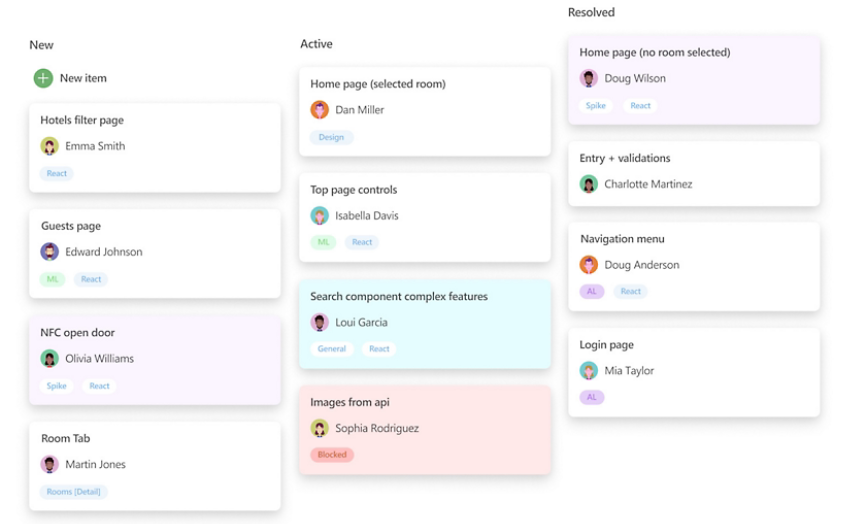 New
New item
Hotels filter page
Emma Smith
React
Guests page
Edward Johnson
ML React
NFC open door
Olivia Williams
Spike React
Room Tab
Martin Jones
Rooms [Detail]
Active
Home page (selected room)
Dan Miller
Design
Top page controls
Isabella Davis
ML React
Search component complex features
Loui Garcia
General React
Images from api
Sophia Rodriguez
Blocked
Resolved
Home page (no room selected)
Doug Wilson
Spike React
Entry + validations
Charlotte Martinez
Navigation menu
Doug Anderson
AL React
Login page
Mia Taylor
AL